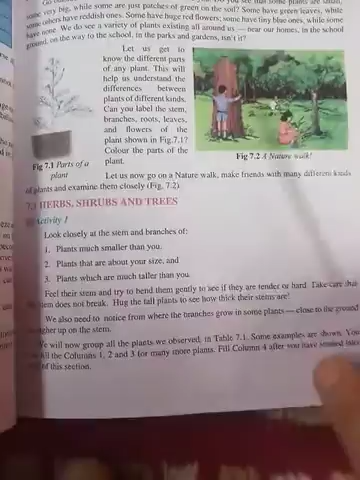 Go
see that some plants are small,
some very big, while some are just patches of green on the soil? Some have green leaves, while
some others have reddish ones. Some have huge red flowers; some have tiny blue ones, while some
have none. We do see a variety of plants existing all around us — near our homes, in the school
ground, on the way to the school, in the parks and gardens, isn't it?
Let us get to
know the different parts
of any plant. This will
help us understand the
differences between
plants of different kinds.
Can you label the stem,
branches, roots, leaves,
and flowers of the
plant shown in Fig.7.1?
Colour the parts of the
plant.
Fig 7.1 Parts of a
plant
Fig 7.2 A Nature walk!
Let us now go on a Nature walk, make friends with many different kinds
of plants and examine them closely (Fig. 7.2).
HERBS, SHRUBS AND TREES
Activity 1
Look closely at the stem and branches of:
1. Plants much smaller than you.
2. Plants that are about your size, and
3. Plants which are much taller than you.
Feel their stems and try to bend them gently to see if they are tender or hard. Take care that
stem does not break. Hug the tall plants to see how thick their stems are!
We also need to notice from where the branches grow in some plants — close to the ground
higher up on the stem.
We will now group all the plants we observed, in Table 7.1. Some examples are shown. You
fill the Columns 1, 2 and 3 for many more plants. Fill Column 4 after you have studied later
of this section.